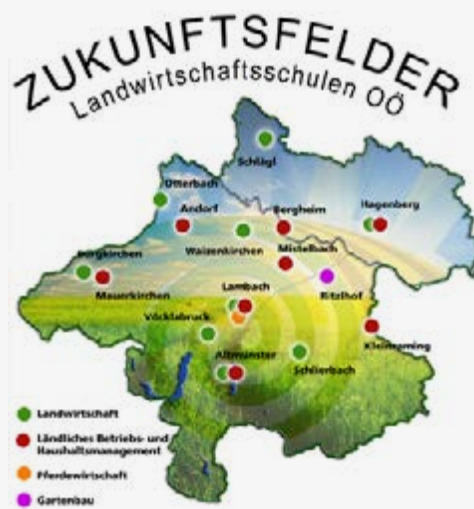 ZUKUNFTSFELDER
Landwirtschaftsschulen OÖ
Schlägl
Otterbach
Andorf
Bergheim
Hagenberg
Waizenkirchen
Mistelbach
Burgkirchen
Mauerkirchen
Lambach
Ritzlhof
Vöcklabruck
Kleinraming
Altmünster
Schlierbach
Landwirtschaft
Ländliches Betriebs- und
Haushaltsmanagement
Pferdewirtschaft
Gartenbau